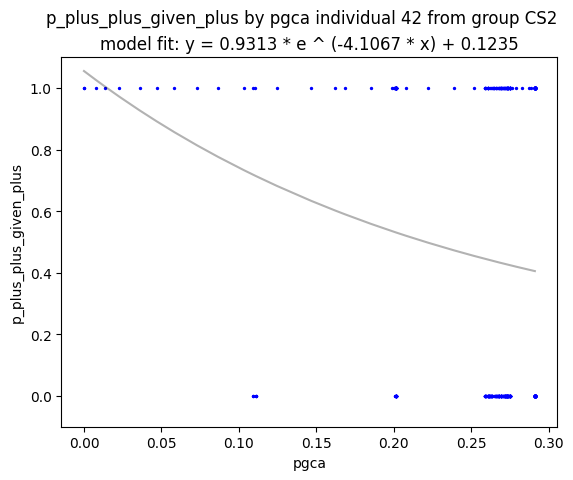 p_plus_plus_given_plus by pgca individual 42 from group CS2
model fit: y = 0.9313 * e ^ (-4.1067 * x) + 0.1235
1.0
0.8
0.6
0.4
0.2
0.0
p_plus_plus_given_plus
0.00 0.05 0.10 0.15 0.20 0.25 0.30
pgca